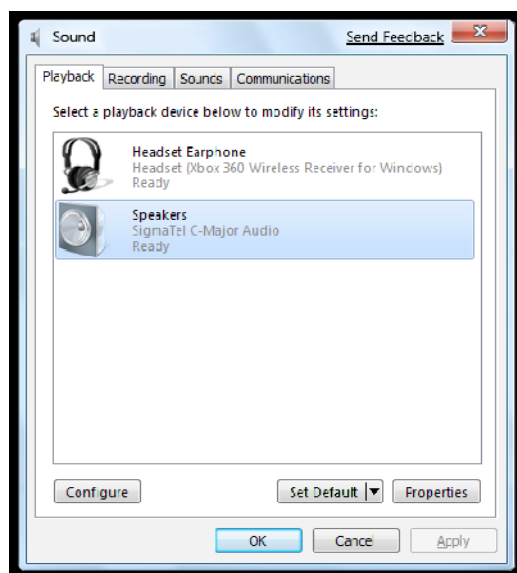 Sound
Send Feedback
Playback Recording Sounds Communications
Select a playback device below to modify its settings:
Headset Earphone
Headset (Xbox 360 Wireless Receiver for Windows)
Ready
Speakers
SigmaTel C-Major Audio
Ready
Configure Set Default Properties
OK Cancel Apply